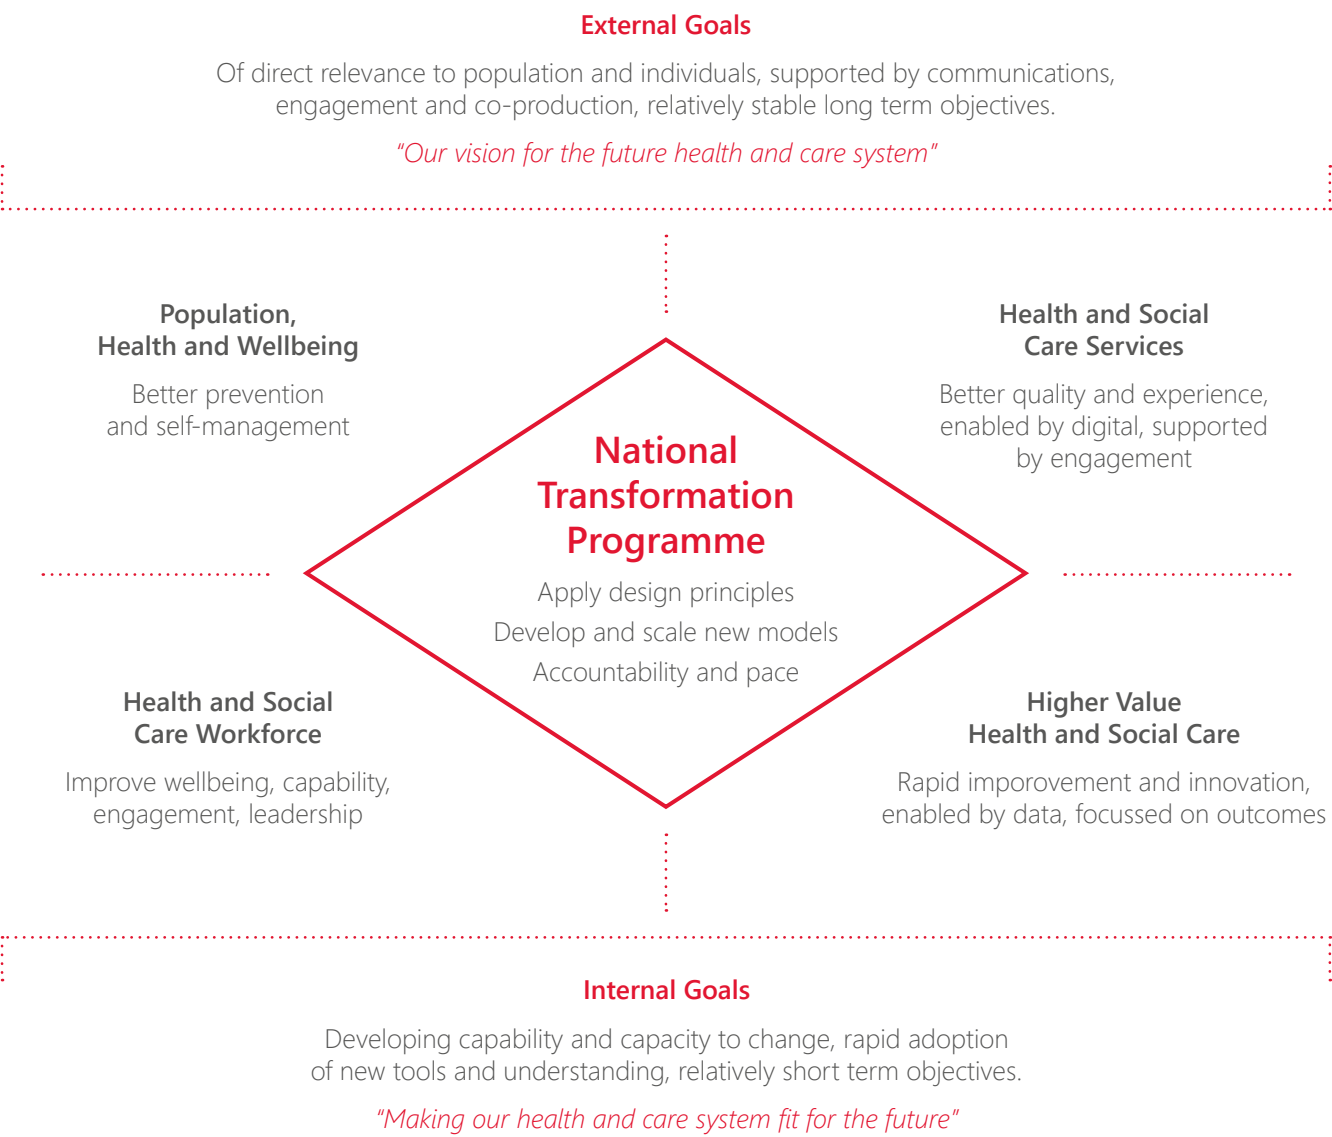 External Goals
Of direct relevance to population and individuals, supported by communications,
engagement and co-production, relatively stable long term objectives.
“Our vision for the future health and care system”
Population,
Health and Wellbeing
Better prevention
and self-management
Health and Social
Care Services
Better quality and experience,
enabled by digital, supported
by engagement
National
Transformation
Programme
Apply design principles
Develop and scale new models
Accountability and pace
Health and Social
Care Workforce
Improve wellbeing, capability,
engagement, leadership
Higher Value
Health and Social Care
Rapid imporovement and innovation,
enabled by data, focussed on outcomes
Internal Goals
Developing capability and capacity to change, rapid adoption
of new tools and understanding, relatively short term objectives.
“Making our health and care system fit for the future”